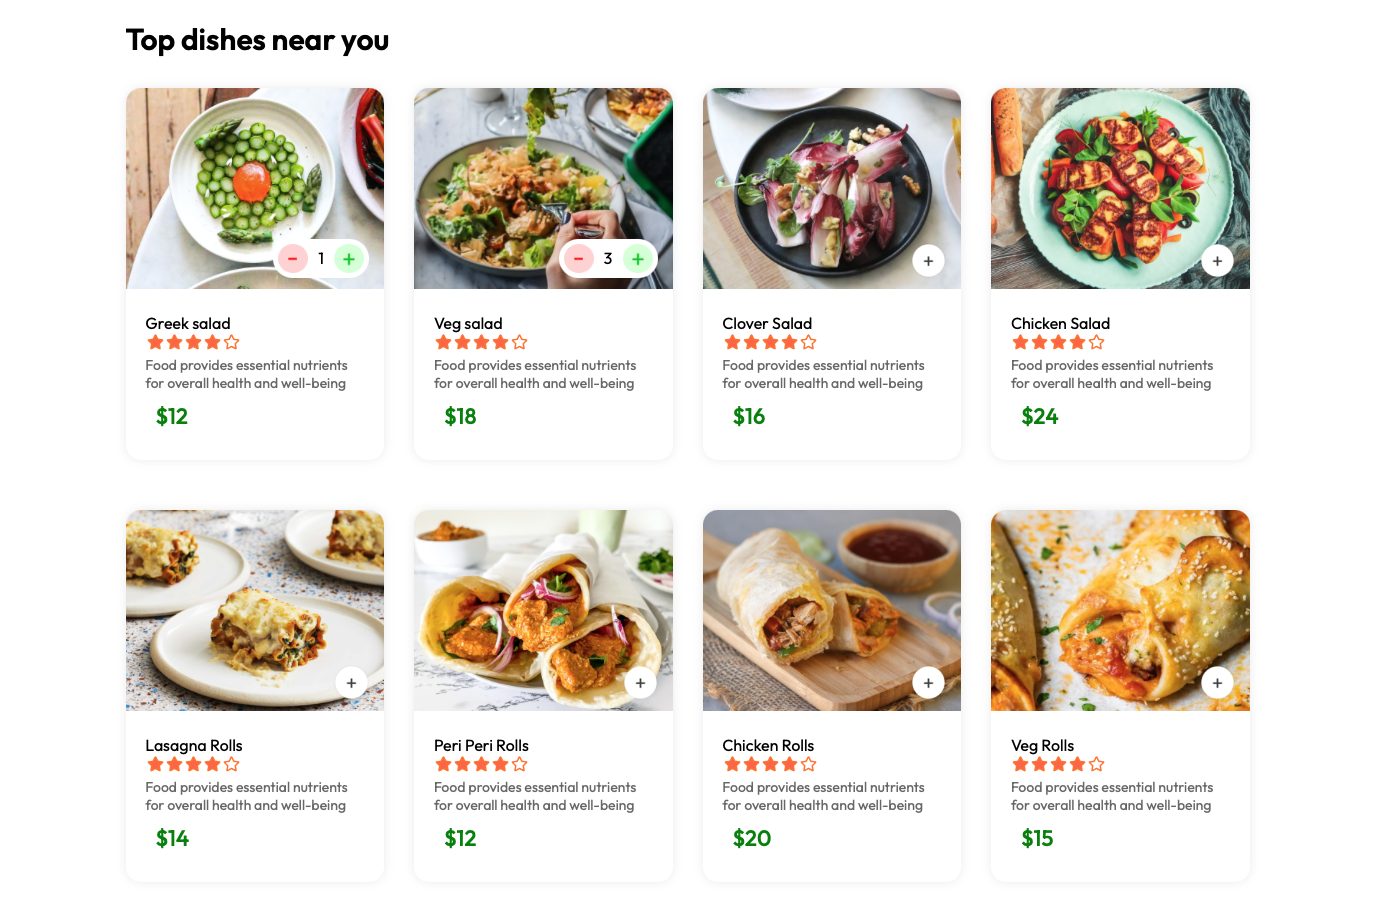 Top dishes near you
1
3
Greek salad
Food provides essential nutrients
for overall health and well-being
$12
Veg salad
Food provides essential nutrients
for overall health and well-being
$18
Clover Salad
Food provides essential nutrients
for overall health and well-being
$16
Chicken Salad
Food provides essential nutrients
for overall health and well-being
$24
Lasagna Rolls
Food provides essential nutrients
for overall health and well-being
$14
Peri Peri Rolls
Food provides essential nutrients
for overall health and well-being
$12
Chicken Rolls
Food provides essential nutrients
for overall health and well-being
$20
Veg Rolls
Food provides essential nutrients
for overall health and well-being
$15